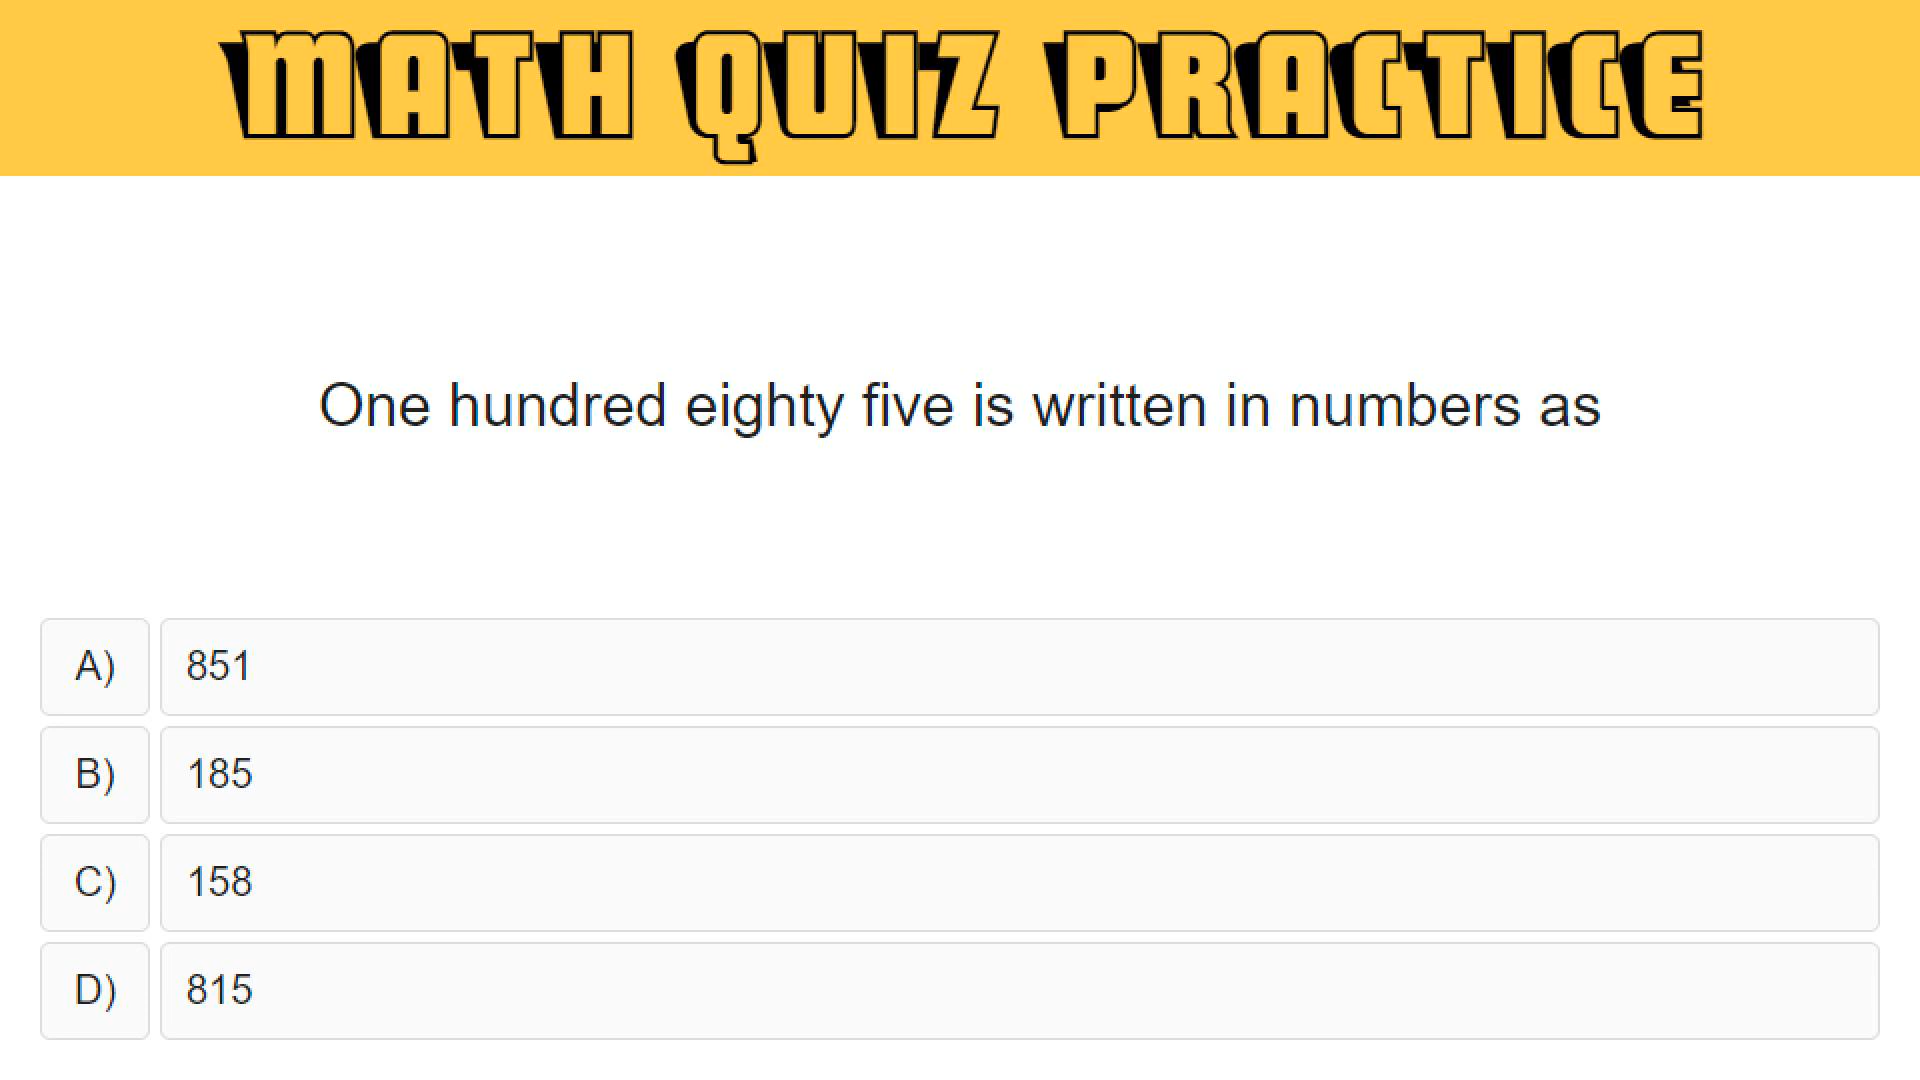 MATH QUIZ PRACTICE
One hundred eighty five is written in numbers as
A) 851
B) 185
C) 158
D) 815